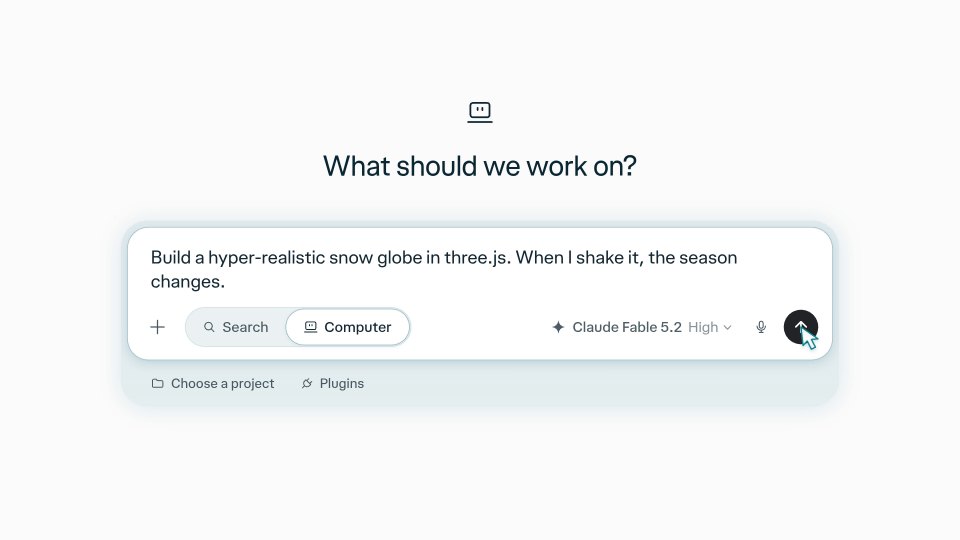 What should we work on?
Build a hyper-realistic snow globe in three.js. When I shake it, the season
changes.
Search
Computer
Claude Fable 5.2 High
Choose a project
Plugins